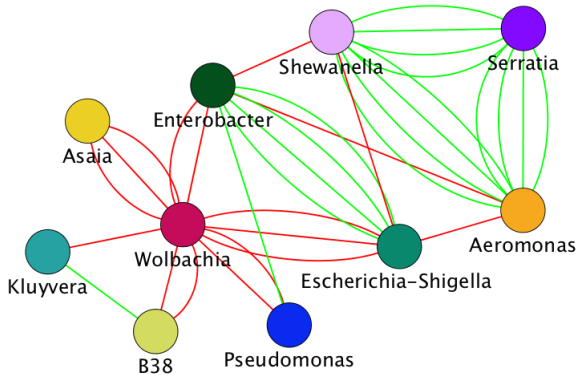 Shewanella
Serratia
Enterobacter
Asaia
Aeromonas
Wolbachia
Escherichia-Shigella
Kluyvera
Pseudomonas
B38